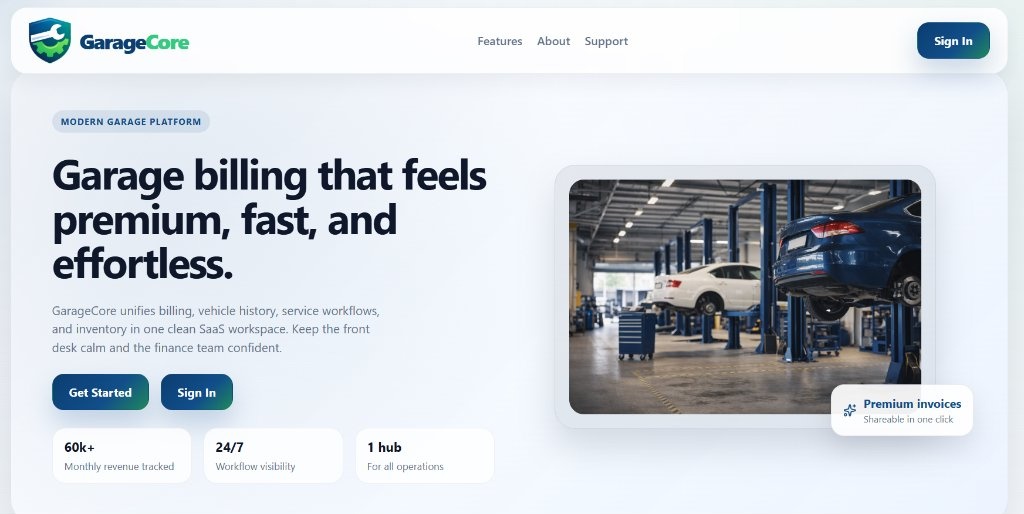 GarageCore
Features About Support
Sign In
MODERN GARAGE PLATFORM
Garage billing that feels
premium, fast, and
effortless.
GarageCore unifies billing, vehicle history, service workflows,
and inventory in one clean SaaS workspace. Keep the front
desk calm and the finance team confident.
Get Started
Sign In
60k+
Monthly revenue tracked
24/7
Workflow visibility
1 hub
For all operations
Premium invoices
Shareable in one click